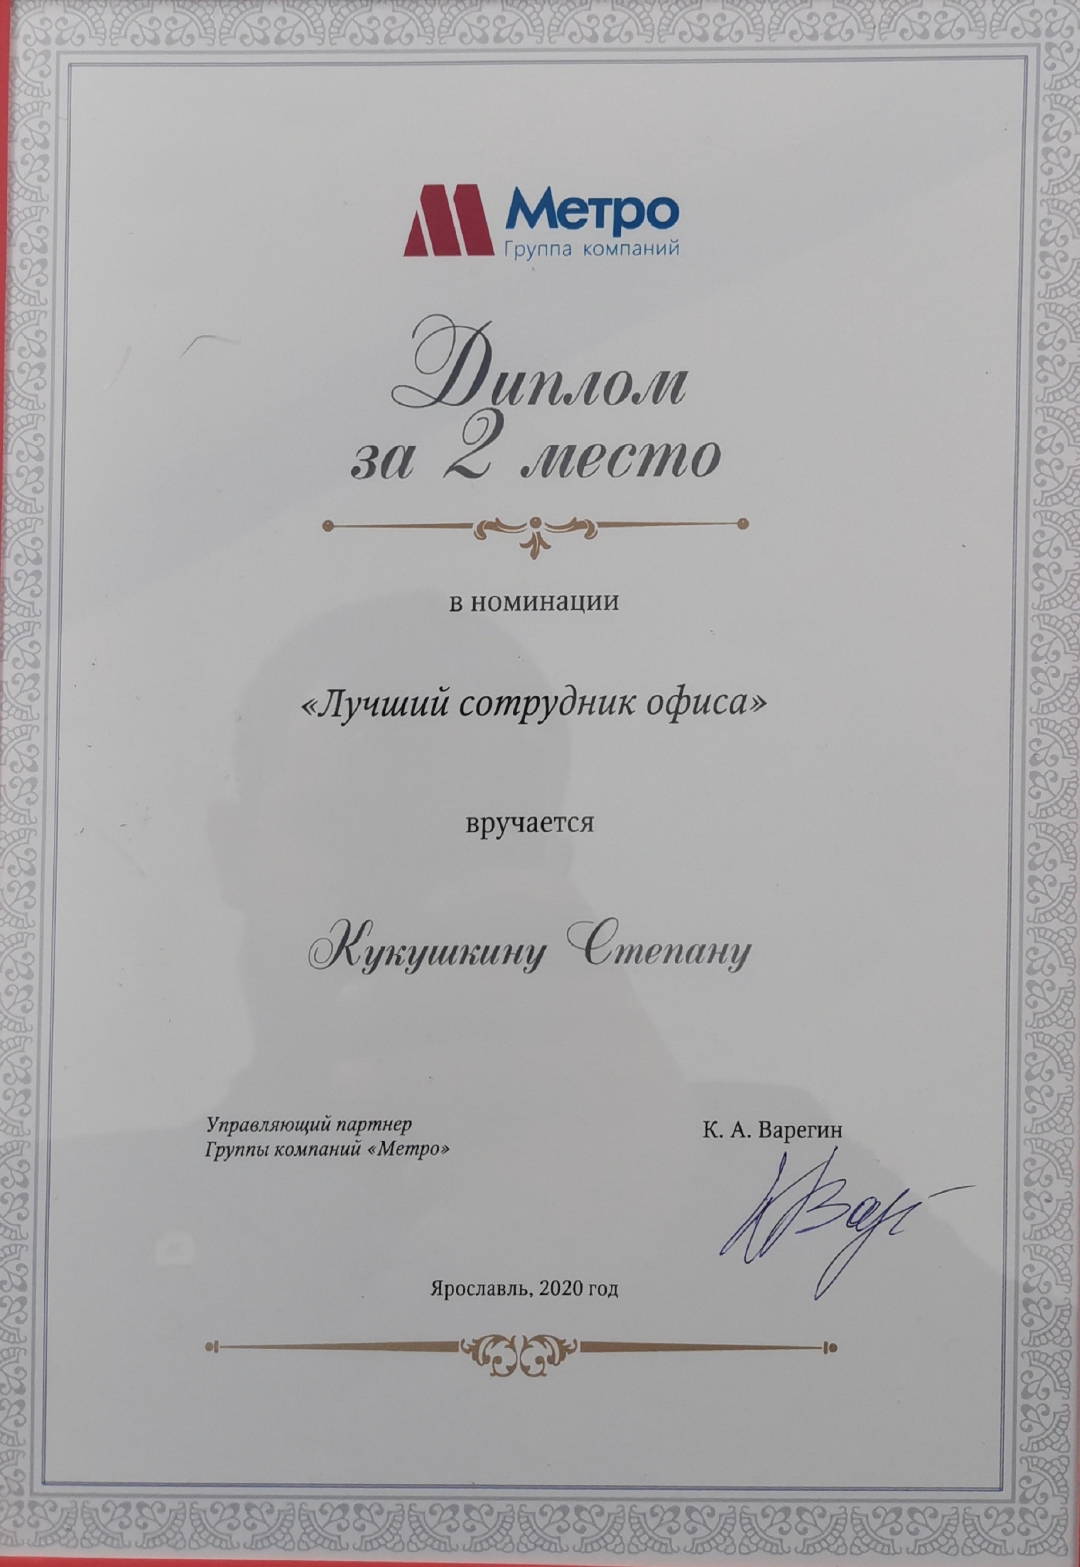 Метро
Группа компаний
Диплом
за 2 место
в номинации
«Лучший сотрудник офиса»
вручается
Кукушкину Степану
Управляющий партнер
Группы компаний «Метро»
К. А. Варегин
Ярославль, 2020 год